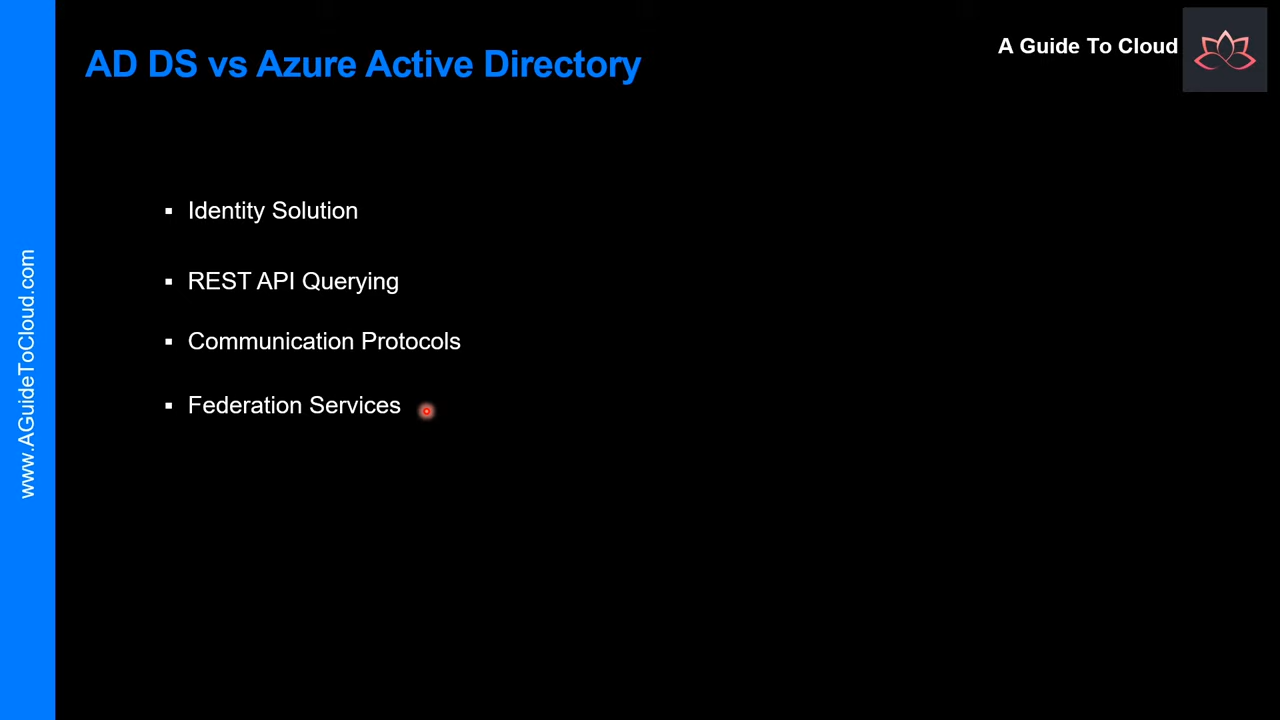 AD DS vs Azure Active Directory
A Guide To Cloud
www.AGuideToCloud.com
▪ Identity Solution
▪ REST API Querying
▪ Communication Protocols
▪ Federation Services